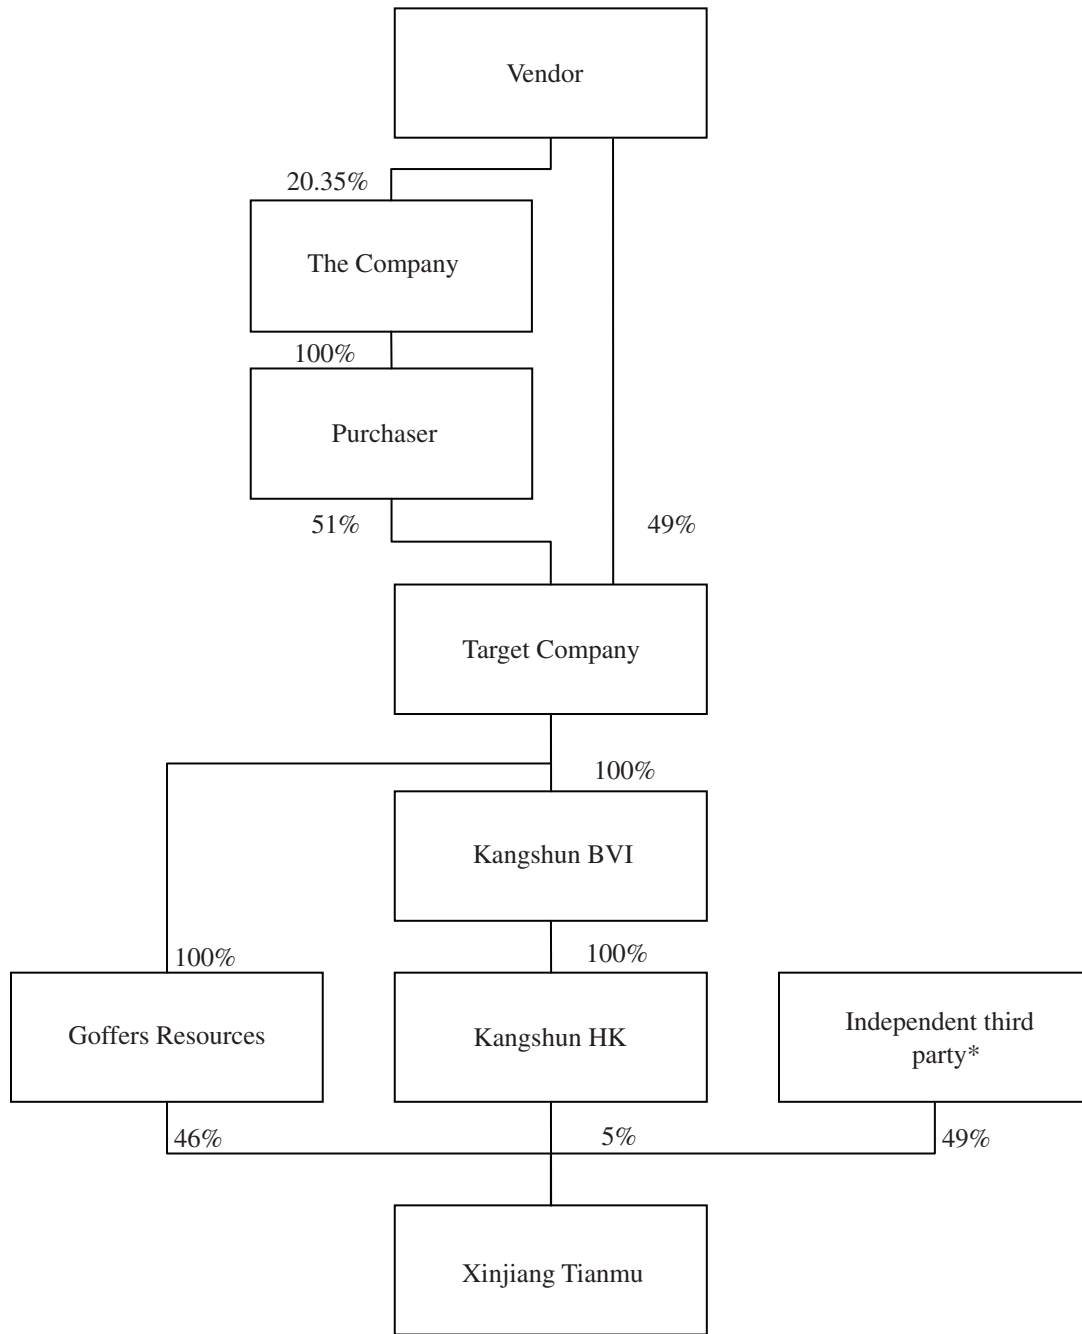 Vendor
20.35%
The Company
100%
Purchaser
51%
49%
Target Company
100%
Kangshun BVI
100%
100%
Goffers Resources
Kangshun HK
Independent third
party*
46%
5%
49%
Xinjiang Tianmu